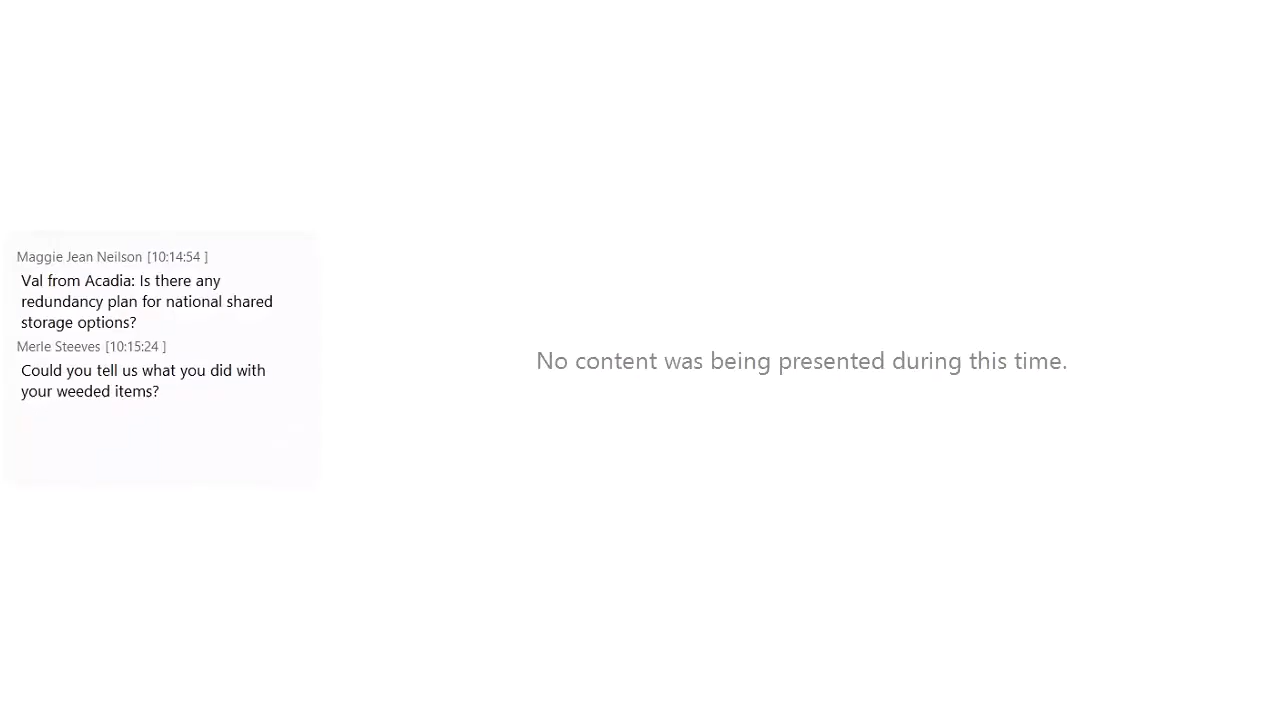 Maggie Jean Neilson [10:14:54 ]
Val from Acadia: Is there any
redundancy plan for national shared
storage options?
Merle Steeves [10:15:24 ]
Could you tell us what you did with
your weeded items?
No content was being presented during this time.